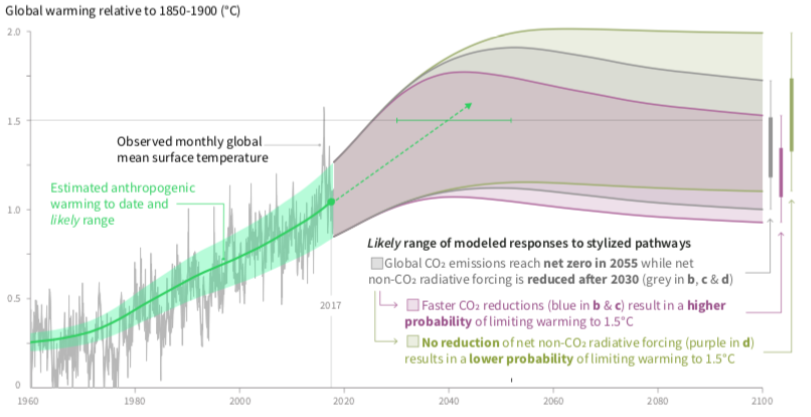 Global warming relative to 1850-1900 (°C)
2.0
1.5
Observed monthly global
mean surface temperature
Estimated anthropogenic
warming to date and
likely range
1.0
Likely range of modeled responses to stylized pathways
Global CO₂ emissions reach net zero in 2055 while net
non-CO₂ radiative forcing is reduced after 2030 (grey in b, c & d)
0.5
2017
Faster CO₂ reductions (blue in b & c) result in a higher
probability of limiting warming to 1.5°C
No reduction of net non-CO₂ radiative forcing (purple in d)
results in a lower probability of limiting warming to 1.5°C
0
1960 1980 2000 2020 2040 2060 2080 2100